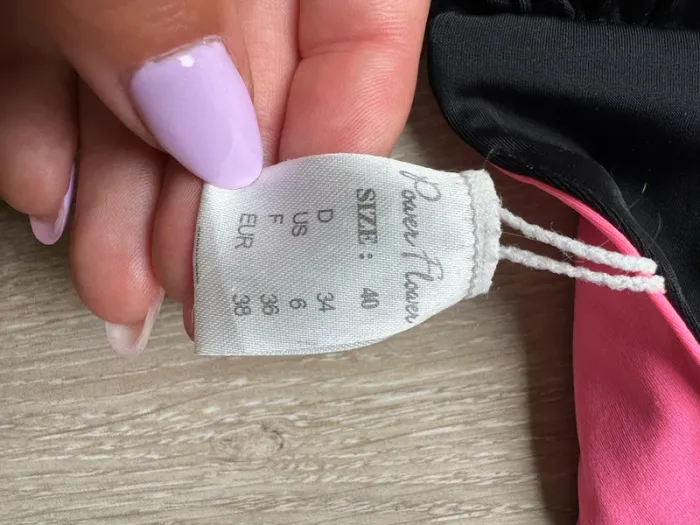 Power Flower
SIZE: 40
D 34
US 6
F 36
EUR 38